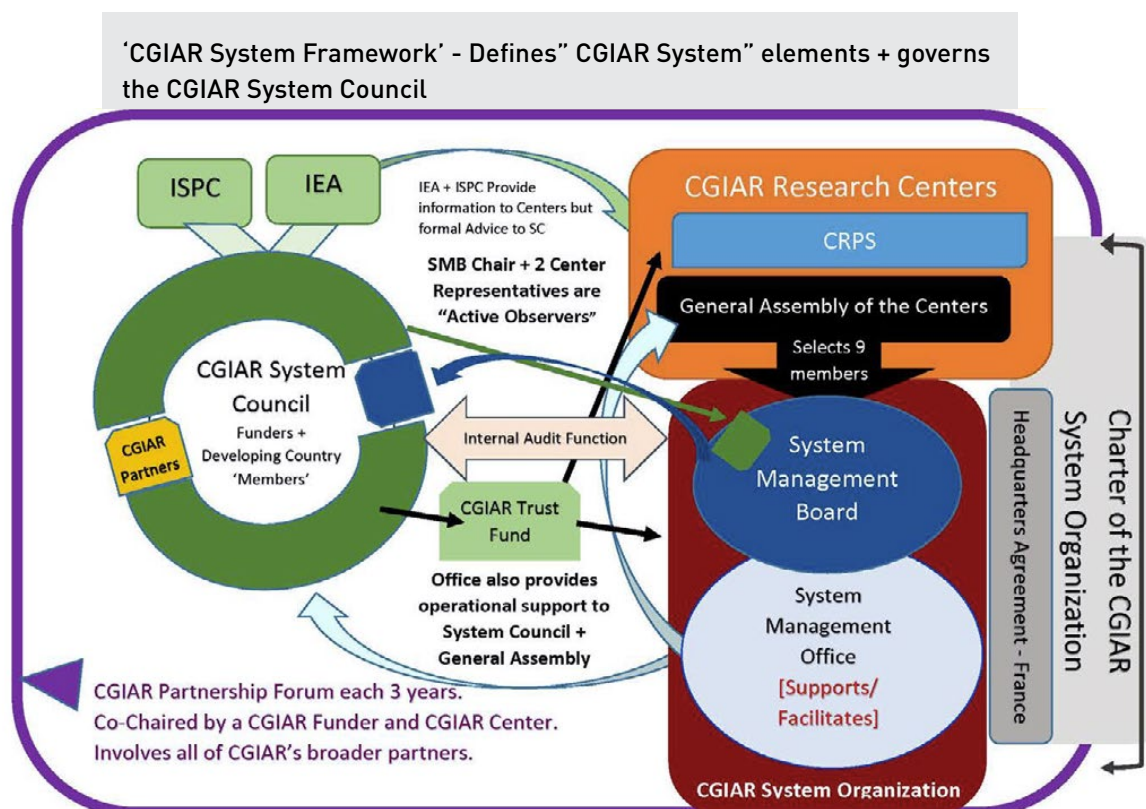 ‘CGIAR System Framework’ - Defines” CGIAR System” elements + governs
the CGIAR System Council
ISPC
IEA
IEA + ISPC Provide
information to Centers but
formal Advice to SC
SMB Chair + 2 Center
Representatives are
“Active Observers”
CGIAR Research Centers
CRPS
General Assembly of the Centers
Selects 9
members
CGIAR System
Council
Funders +
Developing Country
‘Members’
CGIAR
Partners
Internal Audit Function
CGIAR Trust
Fund
Office also provides
operational support to
System Council +
General Assembly
System
Management
Board
System
Management
Office
[Supports/
Facilitates]
CGIAR System Organization
Headquarters Agreement - France
Charter of the CGIAR
System Organization
CGIAR Partnership Forum each 3 years.
Co-Chaired by a CGIAR Funder and CGIAR Center.
Involves all of CGIAR’s broader partners.